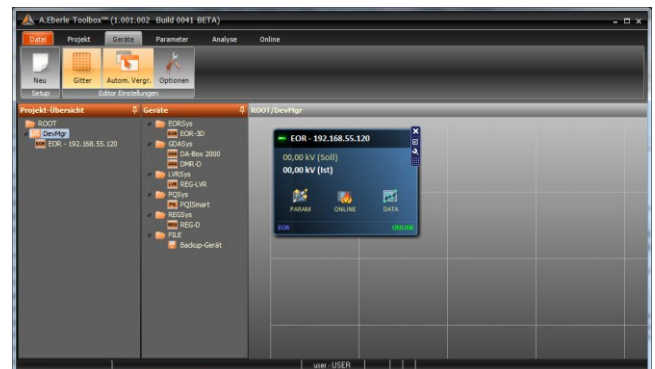 A.Eberle Toolbox™ (1.001.002 Build 0041 BETA)
Datei Projekt Geräte Parameter Analyse Online
Neu Gitter Autom. Vergr. Optionen
Setup Editor Einstellungen
Projekt-Übersicht Geräte ROOT/DevMgr
ROOT
DevMgr
EOR - 192.168.55.120
EORSys
EOR-3D
GDASys
DA-Box 2000
DMR-D
LVRSys
REG-LVR
PQSys
PQISmart
REGSys
REG-D
FILE
Backup-Gerät
EOR - 192.168.55.120
00,00 kV (Soll)
00,00 kV (Ist)
PARAM ONLINE DATA
EOR ONLINE
user-USER